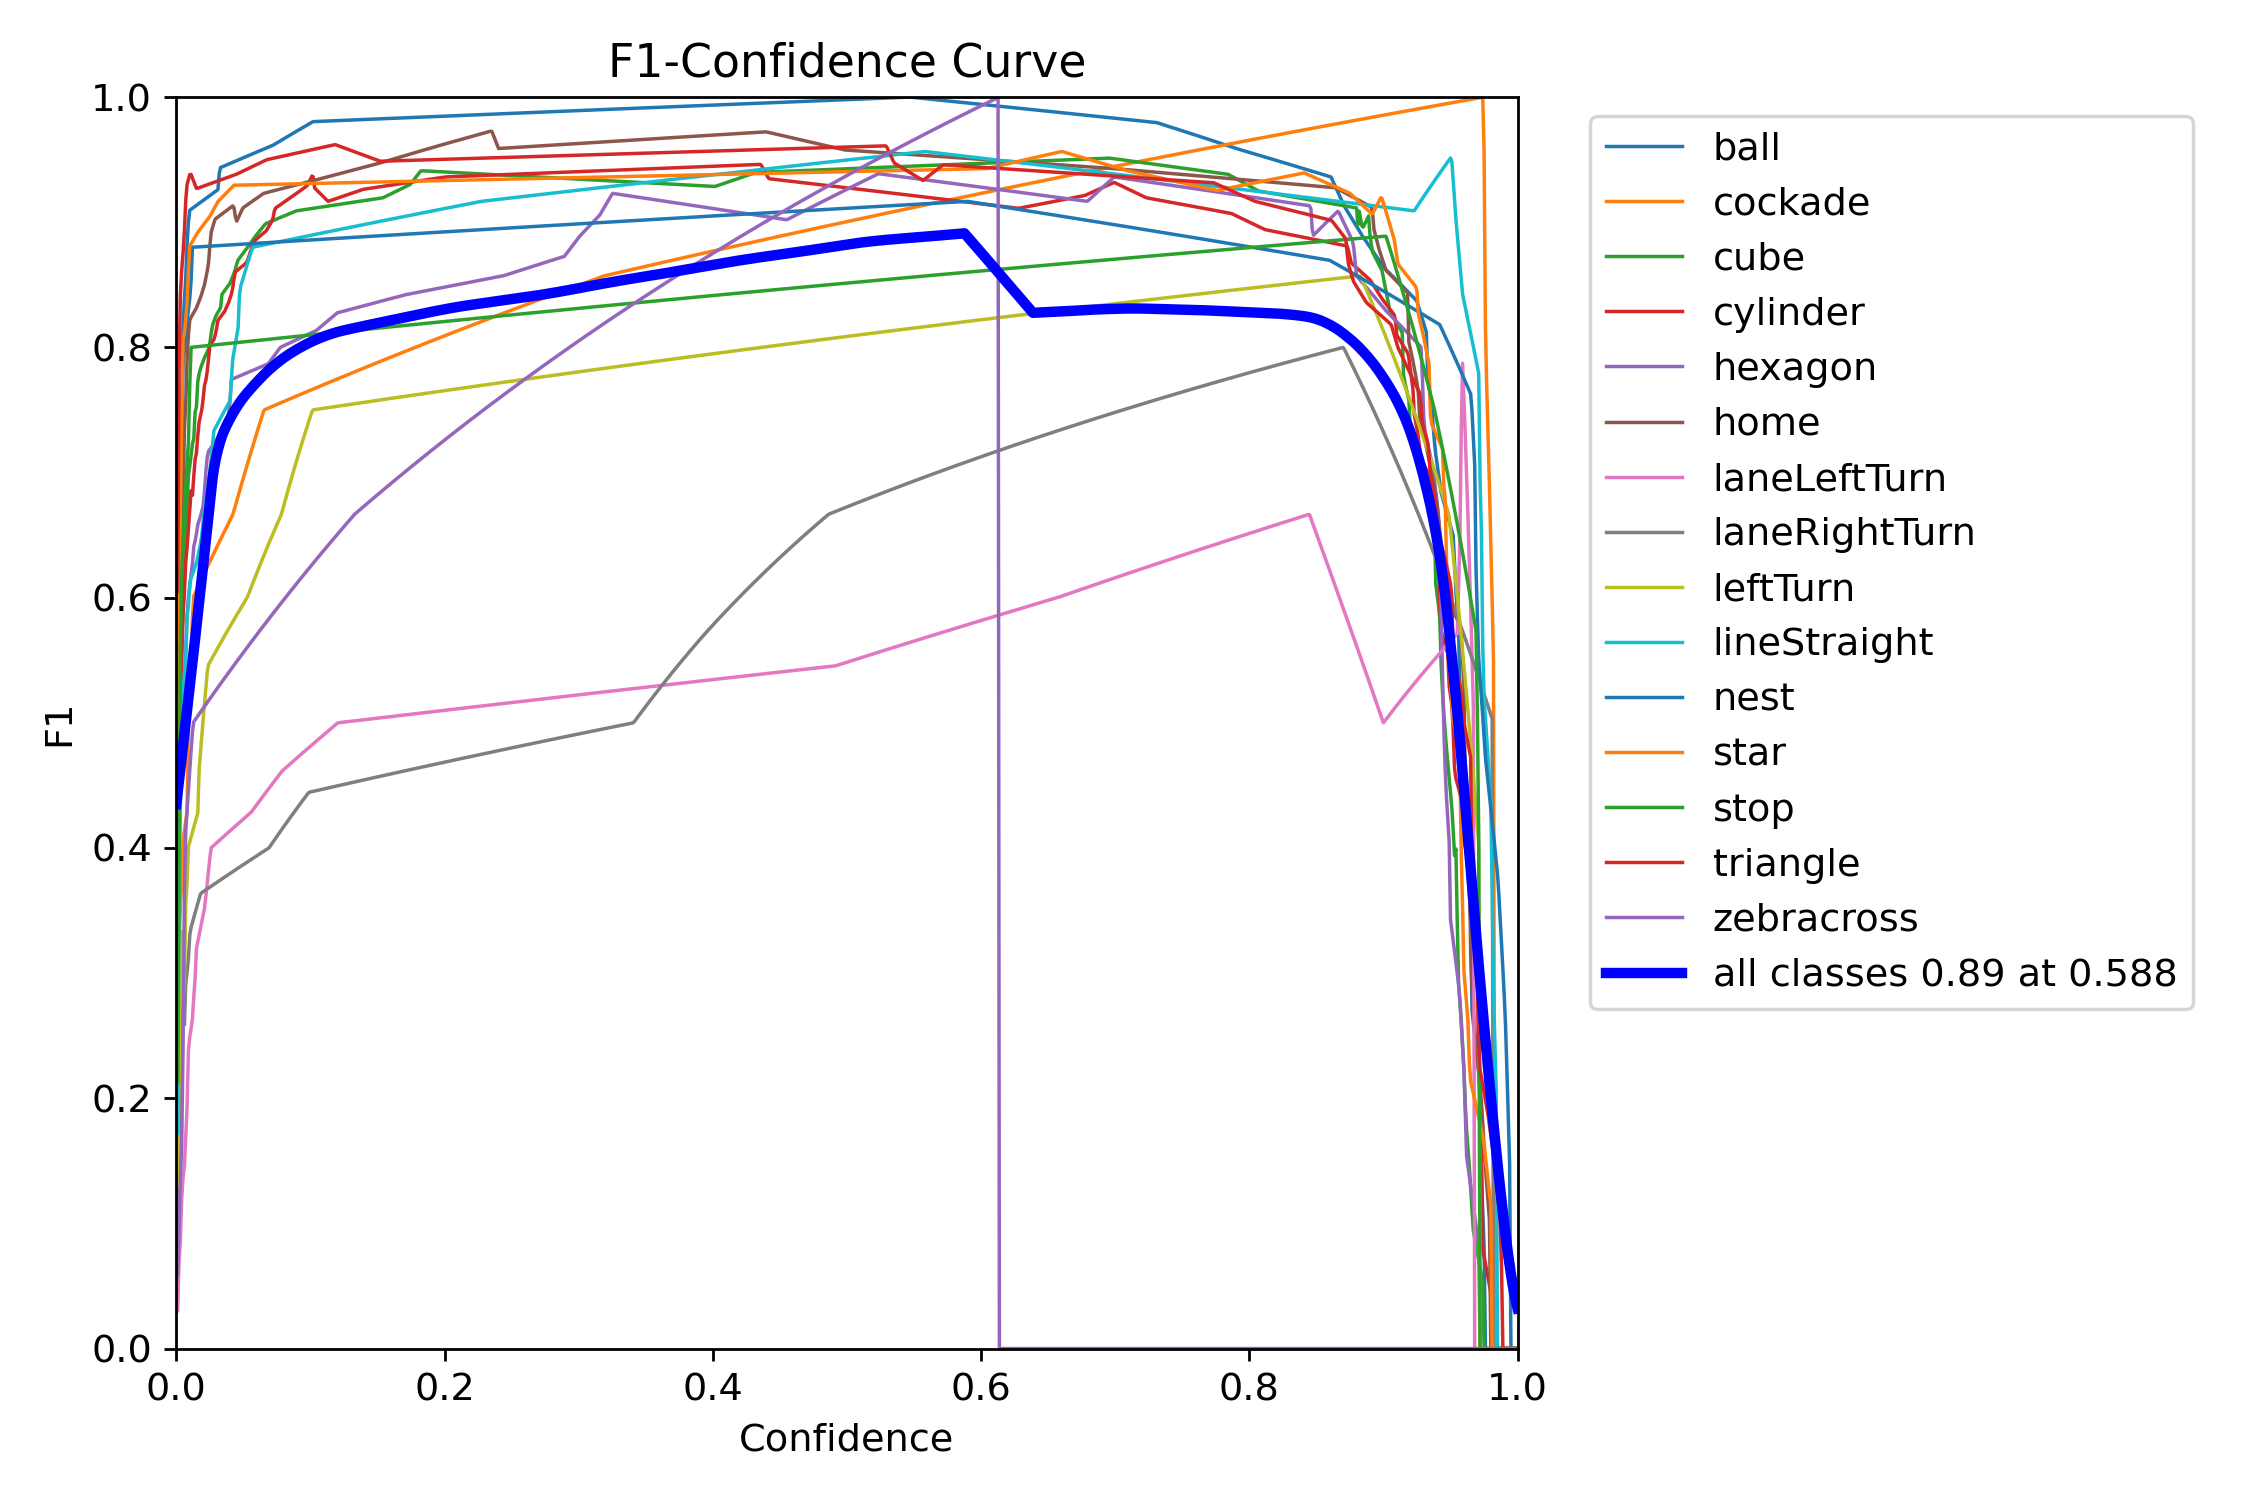 F1-Confidence Curve
1.0
0.8
0.6
0.4
0.2
0.0
F1
0.0 0.2 0.4 0.6 0.8 1.0
Confidence
ball
cockade
cube
cylinder
hexagon
home
laneLeftTurn
laneRightTurn
leftTurn
lineStraight
nest
star
stop
triangle
zebracross
all classes 0.89 at 0.588